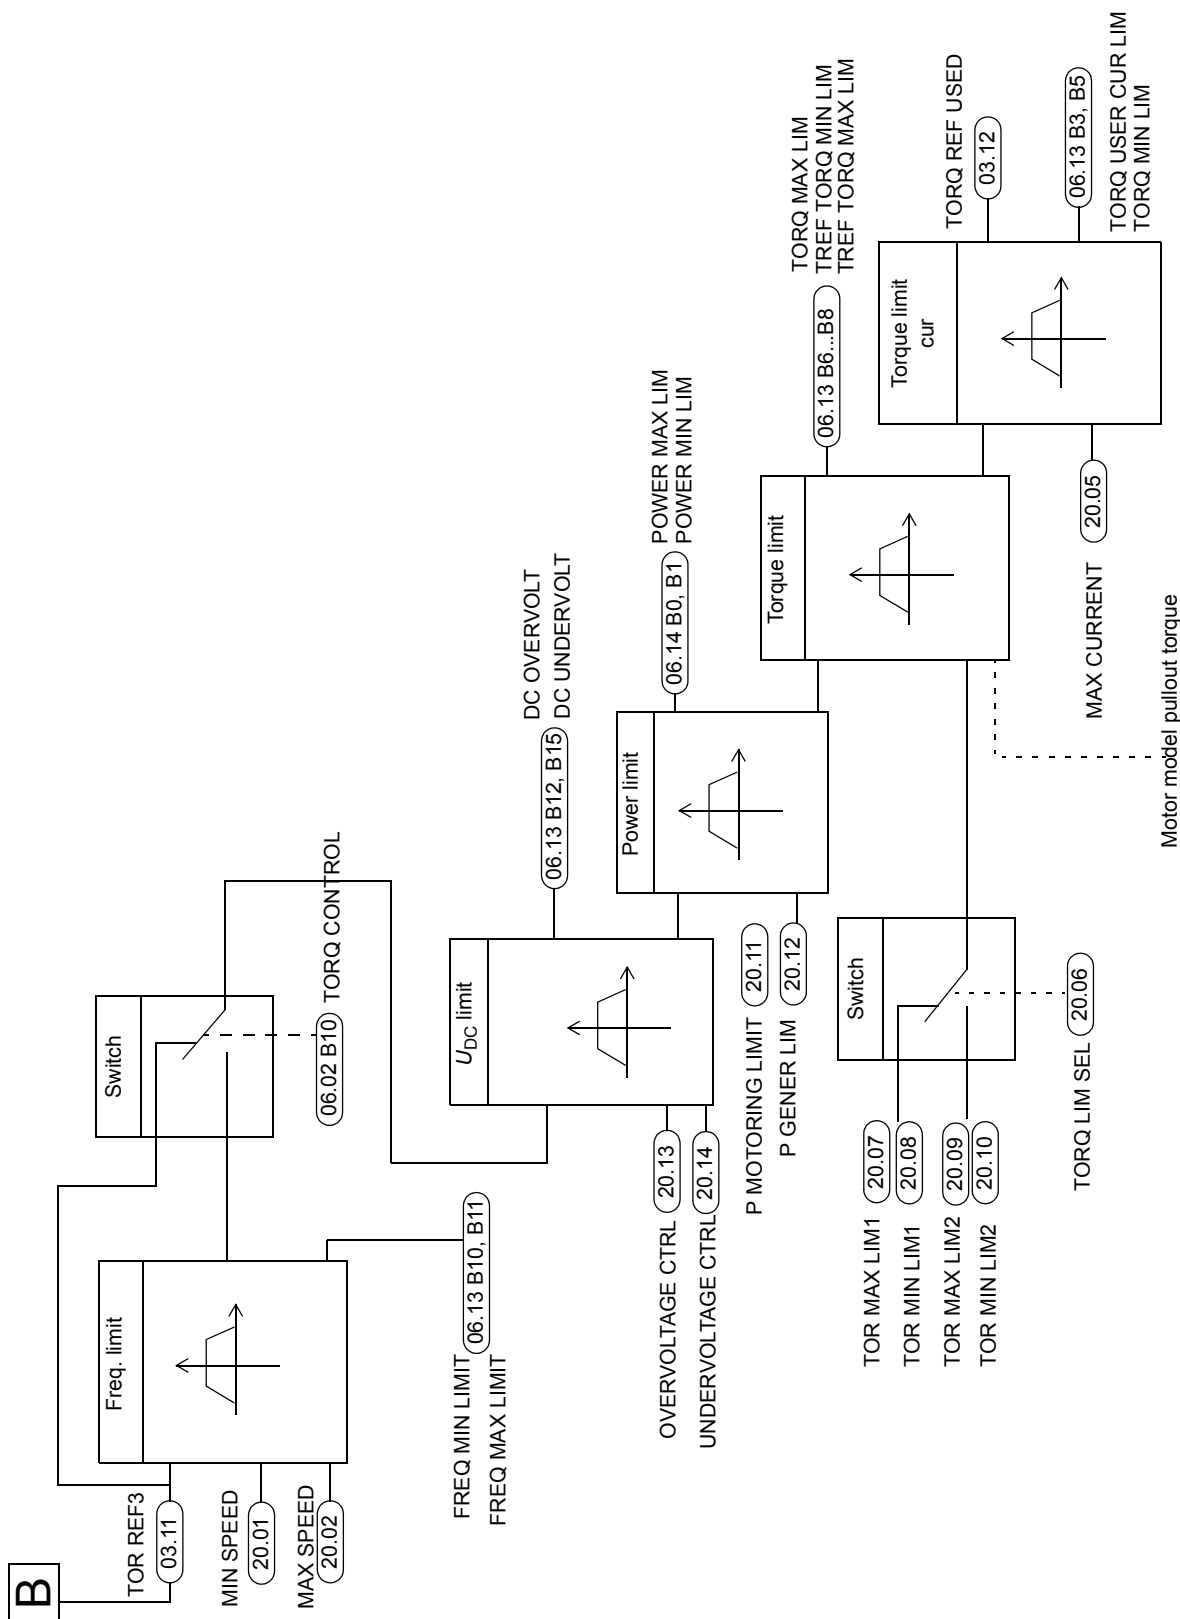 B
TOR REF3
03.11
MIN SPEED
20.01
MAX SPEED
20.02
Freq. limit
FREQ MIN LIMIT
06.13 B10, B11
FREQ MAX LIMIT
Switch
06.02 B10
TORQ CONTROL
UDC limit
OVERVOLTAGE CTRL
20.13
UNDERVOLTAGE CTRL
20.14
06.13 B12, B15
DC OVERVOLT
DC UNDERVOLT
Power limit
P MOTORING LIMIT
20.11
P GENER LIM
20.12
06.14 B0, B1
POWER MAX LIM
POWER MIN LIM
Switch
TOR MAX LIM1
20.07
TOR MIN LIM1
20.08
TOR MAX LIM2
20.09
TOR MIN LIM2
20.10
TORQ LIM SEL
20.06
Torque limit
06.13 B6...B8
TORQ MAX LIM
TREF TORQ MIN LIM
TREF TORQ MAX LIM
Motor model pullout torque
Torque limit
cur
MAX CURRRENT
20.05
03.12
TORQ REF USED
06.13 B3, B5
TORQ USER CUR LIM
TORQ MIN LIM